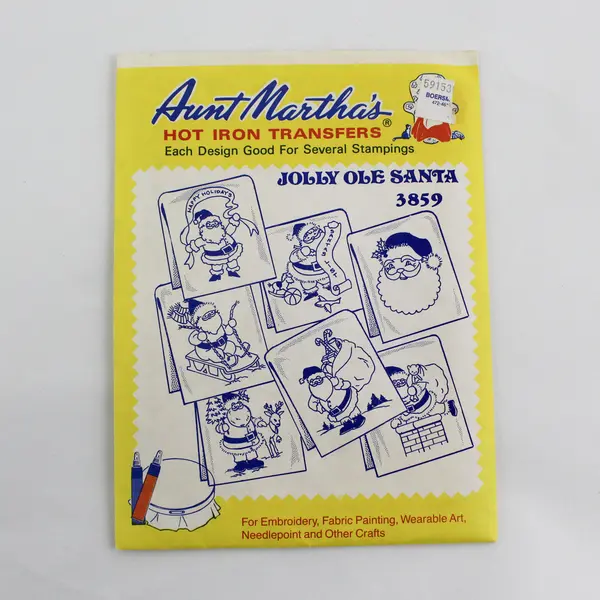 Aunt Martha's®
HOT IRON TRANSFERS
Each Design Good For Several Stampings
59153
JOLLY OLE SANTA
3859
HAPPY HOLIDAYS
For Embroidery, Fabric Painting, Wearable Art,
Needlepoint and Other Crafts